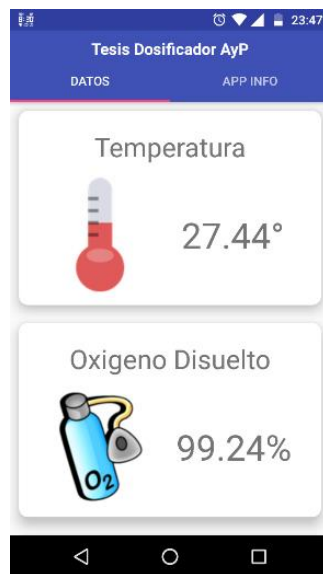 23:47
Tesis Dosificador AyP
DATOS APP INFO
Temperatura
27.44°
Oxigeno Disuelto
O2
99.24%